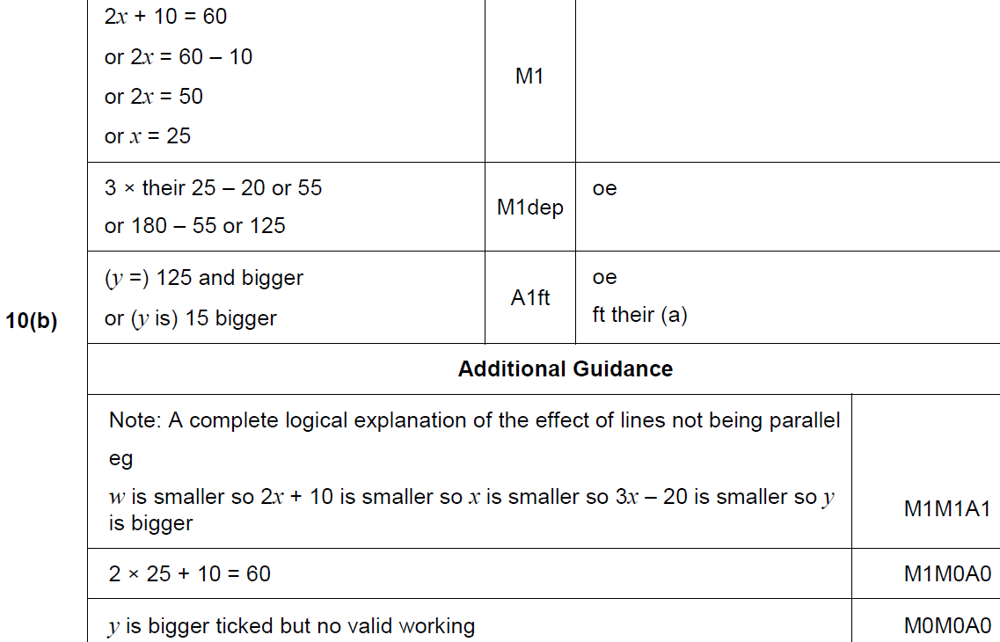 2x + 10 = 60
or 2x = 60 – 10
or 2x = 50
or x = 25
M1
3 × their 25 – 20 or 55
or 180 – 55 or 125
M1dep
oe
(y =) 125 and bigger
or (y is) 15 bigger
A1ft
oe
ft their (a)
10(b)
Additional Guidance
Note: A complete logical explanation of the effect of lines not being parallel
eg
w is smaller so 2x + 10 is smaller so x is smaller so 3x – 20 is smaller so y
is bigger
M1M1A1
2 × 25 + 10 = 60
M1M0A0
y is bigger ticked but no valid working
M0M0A0